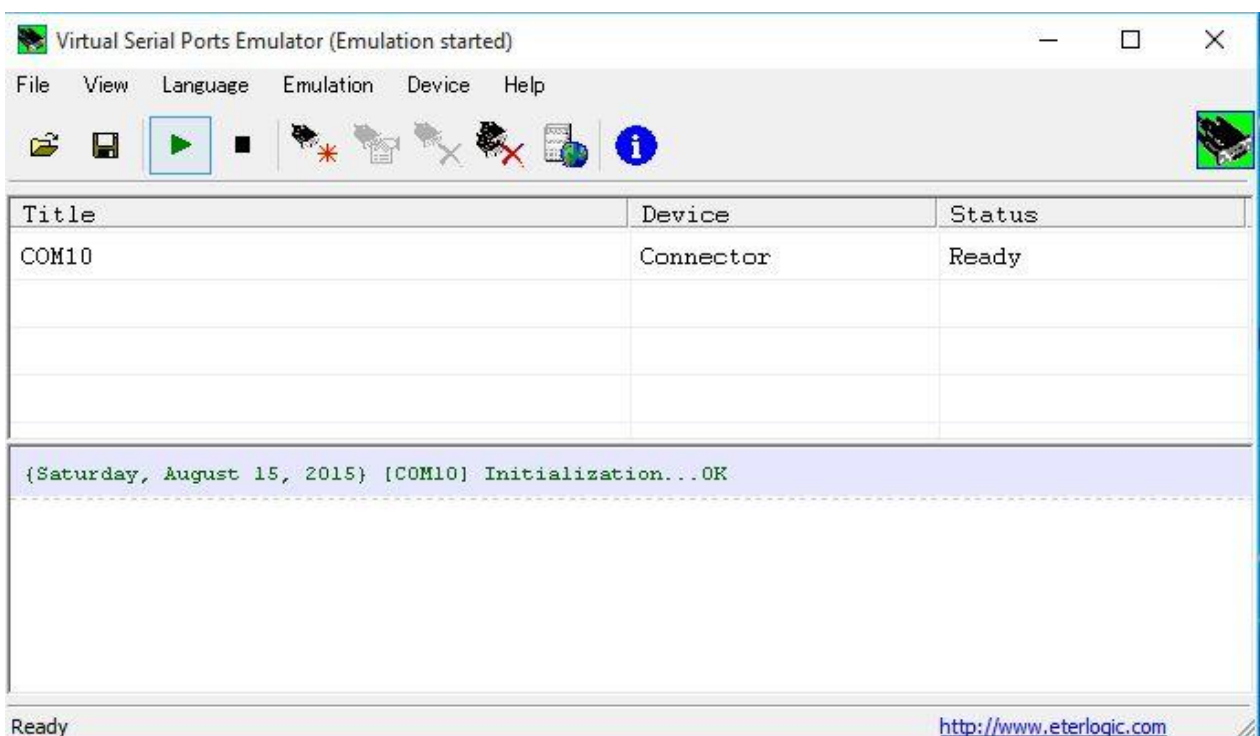 Virtual Serial Ports Emulator (Emulation started)
File View Language Emulation Device Help
Title Device Status
COM10 Connector Ready
{Saturday, August 15, 2015} [COM10] Initialization...OK
Ready http://www.eterlogic.com